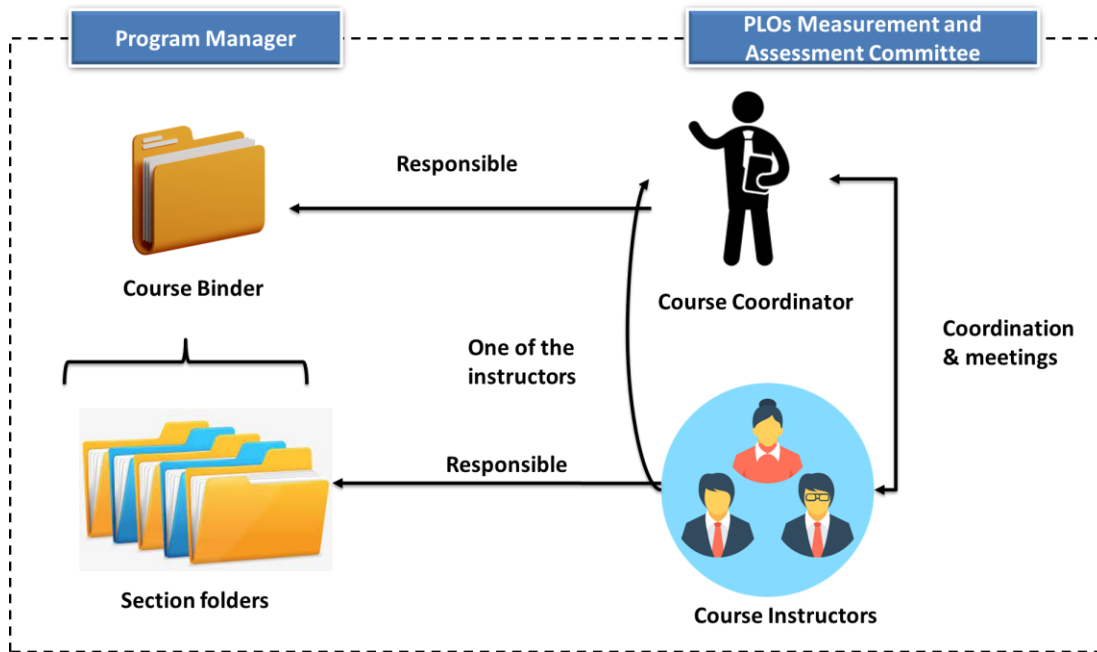 Program Manager
PLOs Measurement and
Assessment Committee
Responsible
Course Binder
Course Coordinator
One of the
instructors
Coordination
& meetings
Responsible
Section folders
Course Instructors